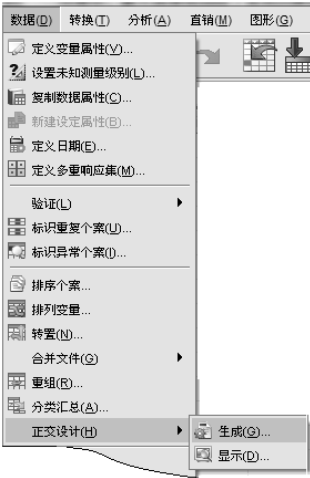 数据(D) 转换(T) 分析(A) 直销(M) 图形(G)
定义变量属性(V)...
设置未知测量级别(L)...
复制数据属性(C)...
新建设定属性(B)...
定义日期(E)...
定义多重响应集(M)...
验证(L)
标识重复个案(U)...
标识异常个案(I)...
排序个案...
排列变量...
转置(N)...
合并文件(G)
重组(R)...
分类汇总(A)...
正交设计(H)
生成(G)...
显示(D)...